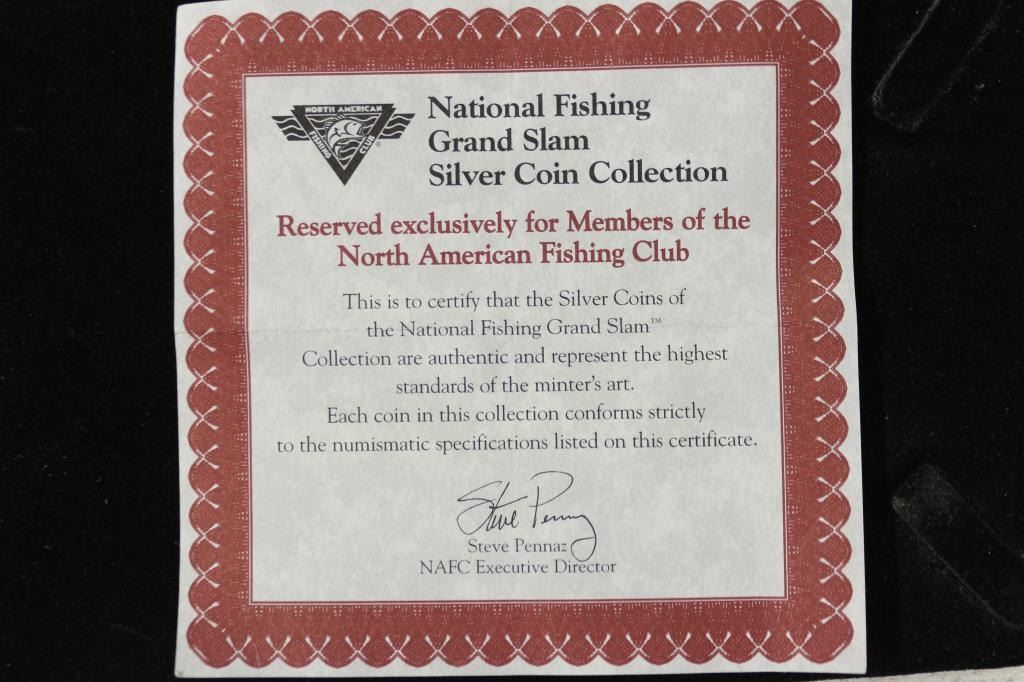 NORTH AMERICAN
FISHING
CLUB
National Fishing
Grand Slam
Silver Coin Collection
Reserved exclusively for Members of the
North American Fishing Club
This is to certify that the Silver Coins of
the National Fishing Grand Slam™
Collection are authentic and represent the highest
standards of the minter's art.
Each coin in this collection conforms strictly
to the numismatic specifications listed on this certificate.
Steve Pennaz
Steve Pennaz
NAFC Executive Director